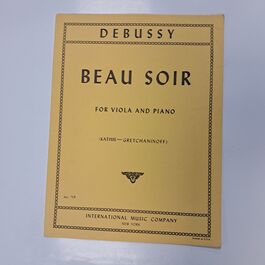 DEBUSSY
BEAU SOIR
FOR VIOLA AND PIANO
(KATIMS—GRETCHANINOFF)
INTERNATIONAL MUSIC COMPANY
NEW YORK